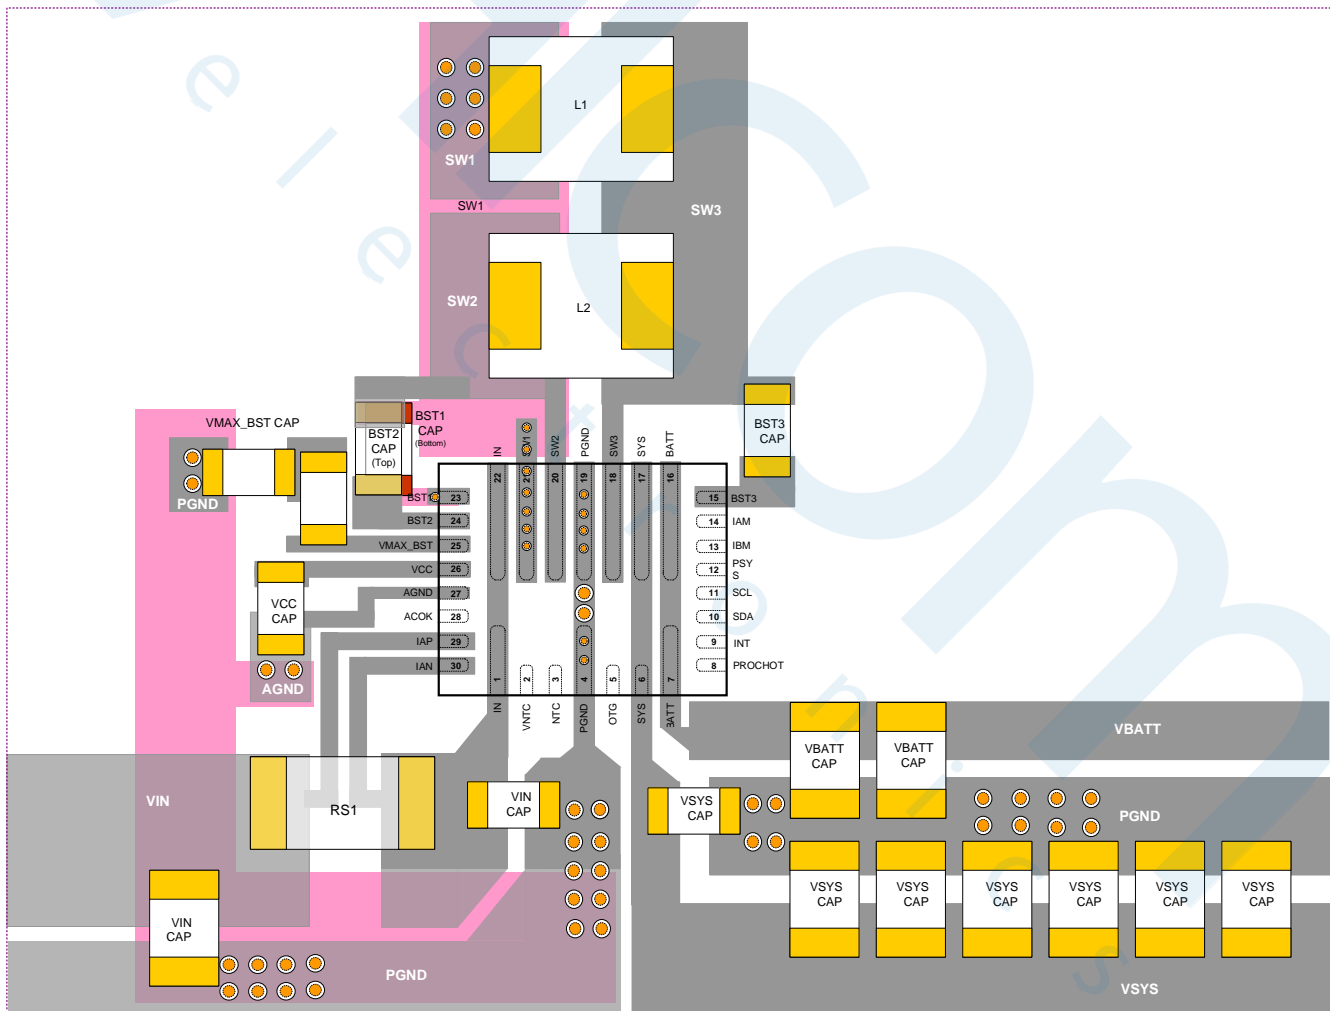 L1
SW1
SW1
SW3
SW2
L2
VMAX_BST CAP
BST1
CAP
(Bottom)
BST2
CAP
(Top)
BST3
CAP
PGND
IN
SW1
SW2
PGND
SW3
SYS
BATT
22
21
20
19
18
17
16
BST1
23
BST2
24
VMAX_BST
25
VCC
26
AGND
27
ACOK
28
IAP
29
IAN
30
15
BST3
14
IAM
13
IBM
12
PSY
S
11
SCL
10
SDA
9
INT
8
PROCHOT
VCC
CAP
AGND
1
2
3
4
5
6
7
IN
VNTC
NTC
PGND
OTG
SYS
BATT
VIN
RS1
VIN
CAP
VSYS
CAP
VBATT
CAP
VBATT
CAP
VBATT
PGND
VIN
CAP
PGND
VSYS
CAP
VSYS
CAP
VSYS
CAP
VSYS
CAP
VSYS
CAP
VSYS
CAP
VSYS